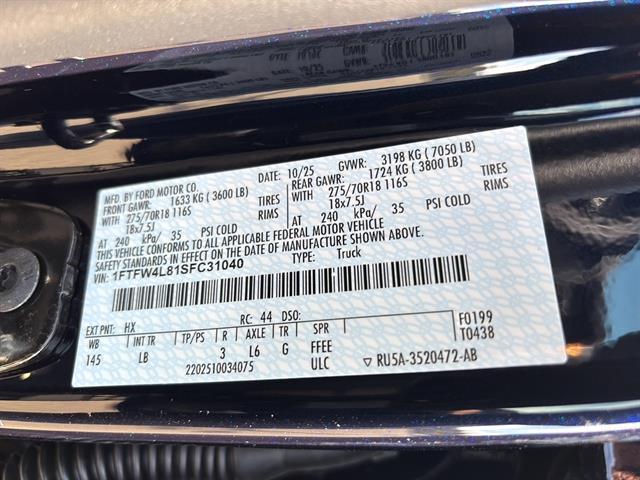 MFD. BY FORD MOTOR CO. DATE: 10/25 GVWR: 3198 KG ( 7050 LB)
FRONT GAWR: 1633 KG ( 3600 LB) REAR GAWR: 1724 KG ( 3800 LB)
275/70R18 116S TIRES 275/70R18 116S TIRES
18x7.5J RIMS 18x7.5J RIMS
AT 240 kPa/ 35 PSI COLD AT 240 kPa/ 35 PSI COLD
THIS VEHICLE CONFORMS TO ALL APPLICABLE FEDERAL MOTOR VEHICLE
SAFETY STANDARDS IN EFFECT ON THE DATE OF MANUFACTURE SHOWN ABOVE.
VIN: 1FTFW4L81SFC31040 TYPE: Truck
EXT PNT: HX RC: 44 DSO: F0199
WB INT TR TP/PS R AXLE TR SPR T0438
145 LB 3 L6 G FFEE
2202510034075 ULC ▽ RU5A-3520472-AB